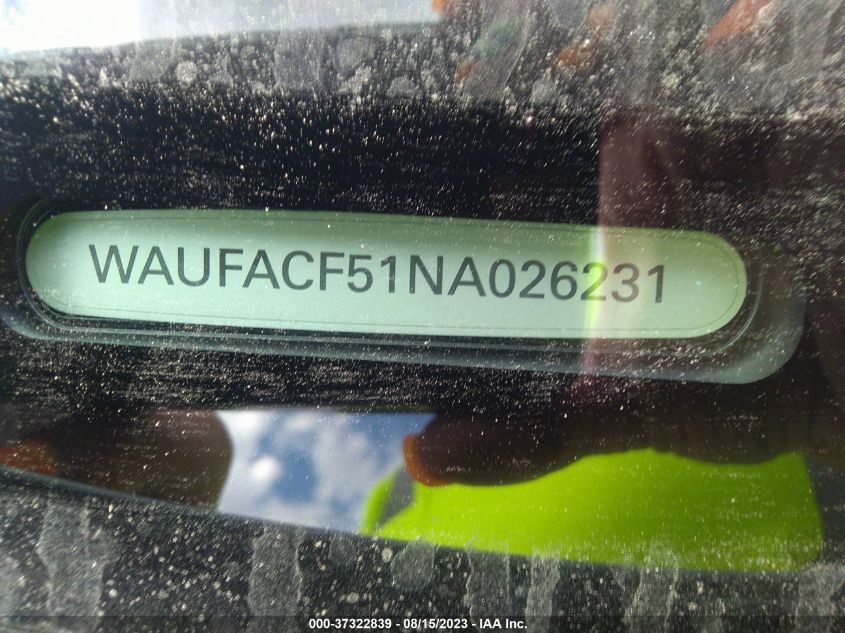 WAUFACF51NA026231
000-37322839 - 08/15/2023 - IAA Inc.